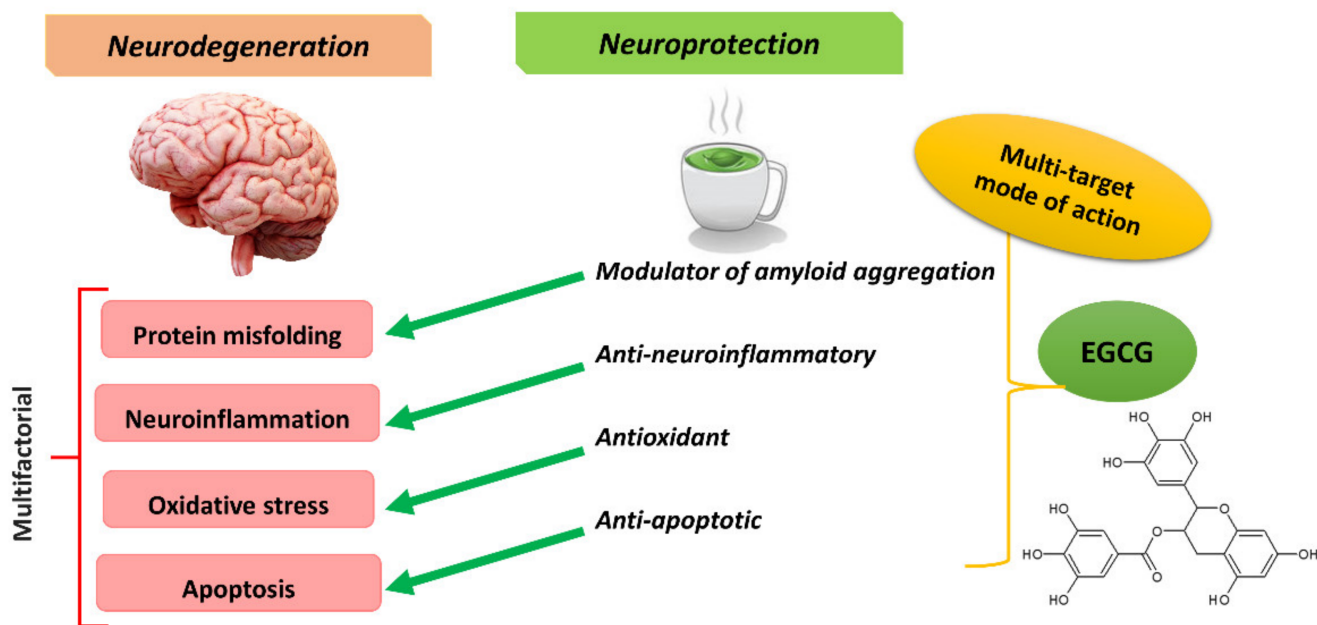 Neurodegeneration
Neuroprotection
Multi-target
mode of action
Modulator of amyloid aggregation
Protein misfolding
Anti-neuroinflammatory
EGCG
Neuroinflammation
Antioxidant
Oxidative stress
Anti-apoptotic
Apoptosis
Multifactorial
OH
HO
OH
HO
O
HO
O
HO
O
OH
HO
OH